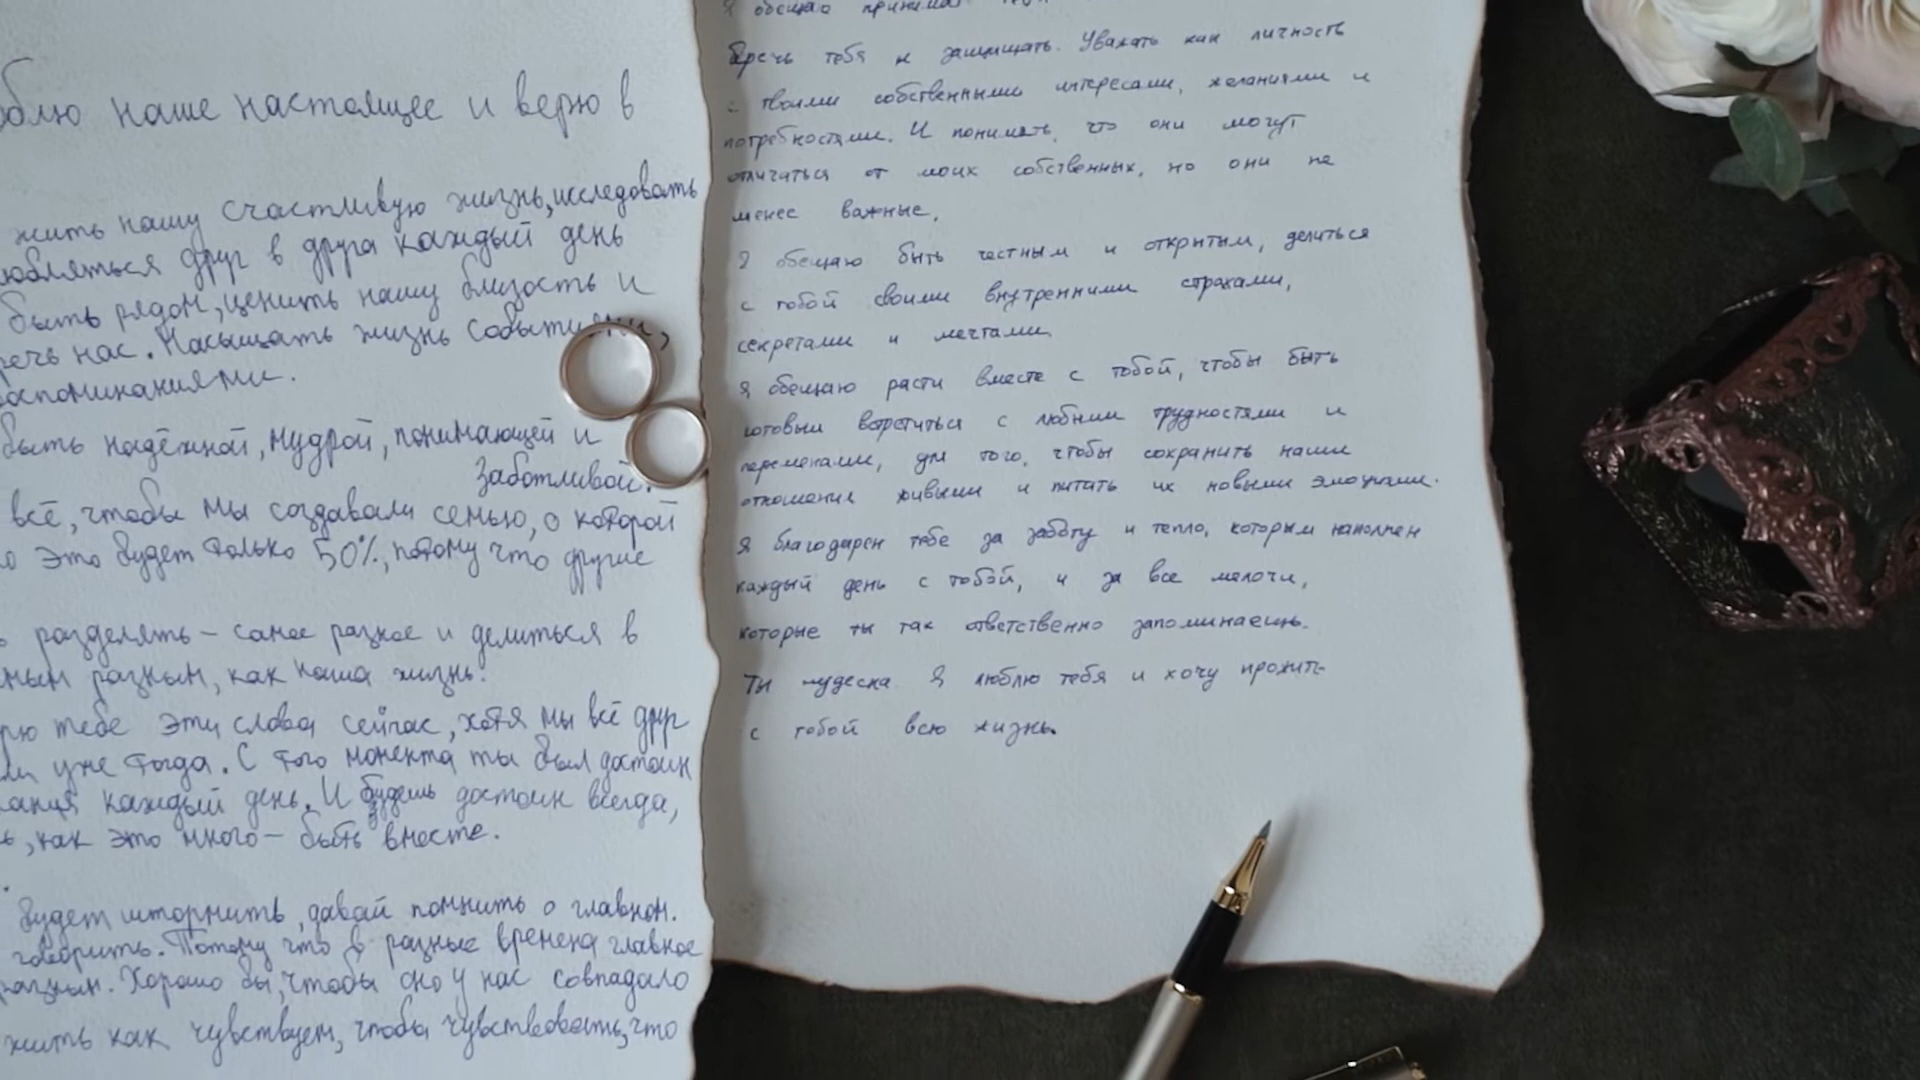 наше настоящее и верю в
жить нашу счастливую жизнь, исследовать
друг в друга каждый день
быть рядом, ценить нашу близость и
нас. Насыщать жизнь событиями,
быть надёжной, мудрой, понимающей и
заботливой.
всё, чтобы мы создавали семью, о которой
это будет только 50%, потому что другие
разделять – самое разное и делиться в
разным, как наша жизнь.
тебе эти слова сейчас, хотя мы всё друг
уже тогда. С того момента ты был достоин
каждый день. И будешь достоин всегда,
, как это много – быть вместе.
будет штормить, давай помнить о главном.
говорить. Потому что в разные времена главное
Хорошо бы, чтобы оно у нас совпадало
жить как чувствуем, чтобы чувствовать, что
Я обещаю
беречь тебя и защищать. Уважать как личность
с твоими собственными интересами, желаниями и
потребностями. И понимать, что они могут
отличаться от моих собственных, но они не
менее важные.
Я обещаю быть честным и открытым, делиться
с тобой своими внутренними страхами,
секретами и мечтами.
Я обещаю расти вместе с тобой, чтобы быть
готовым встретиться с любыми трудностями и
переменами, для того, чтобы сохранить наши
отношения живыми и питать их новыми эмоциями.
Я благодарен тебе за заботу и тепло, которым наполнен
каждый день с тобой, и за все мелочи,
которые ты так ответственно запоминаешь.
Ты чудесна. Я люблю тебя и хочу прожить
с тобой всю жизнь.